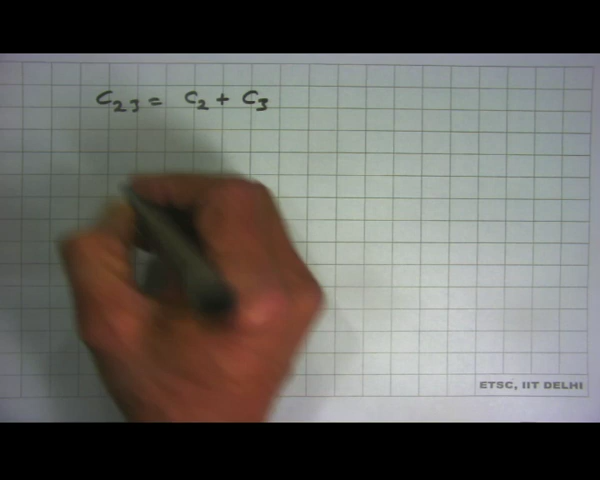 C₂₃ = C₂ + C₃
ETSC, IIT DELHI